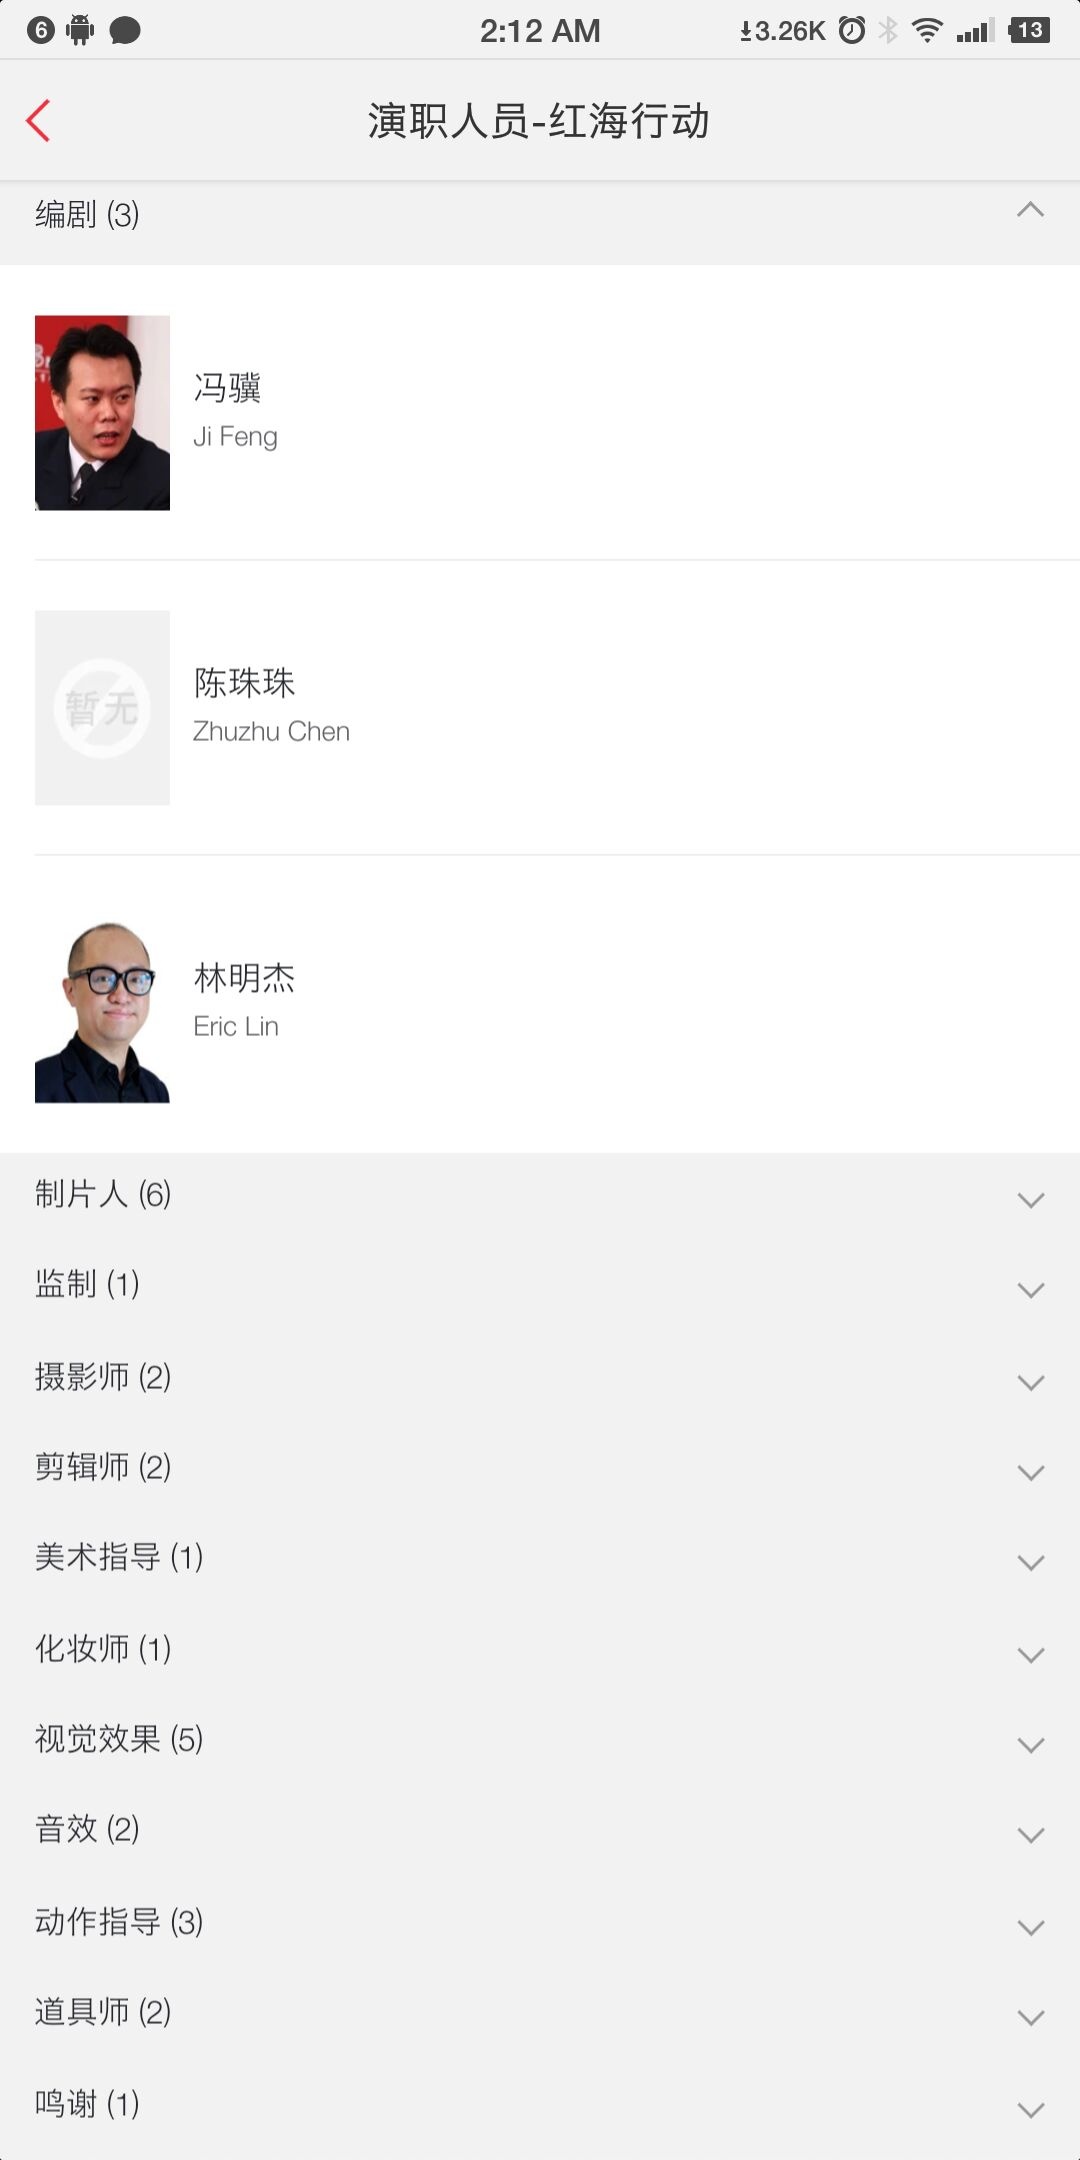 6 2:12 AM 3.26K 13
演职人员-红海行动
编剧 (3)
冯骥
Ji Feng
暂无
陈珠珠
Zhuzhu Chen
林明杰
Eric Lin
制片人 (6)
监制 (1)
摄影师 (2)
剪辑师 (2)
美术指导 (1)
化妆师 (1)
视觉效果 (5)
音效 (2)
动作指导 (3)
道具师 (2)
鸣谢 (1)